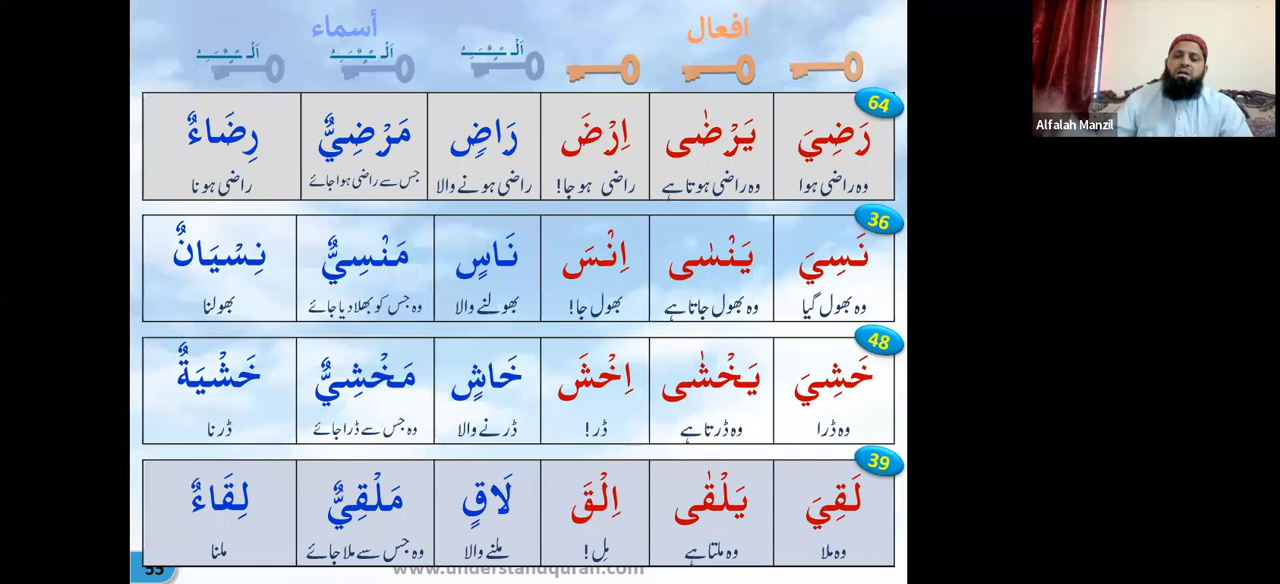 افعال أسماء
64
رَضِيَ يَرْضٰى اِرْضَ رَاضٍ مَرْضِيٌّ رِضَاءٌ
وہ راضی ہوا وہ راضی ہوتا ہے راضی ہو جا! راضی ہونے والا جس سے راضی ہوا جائے راضی ہونا
36
نَسِيَ يَنْسٰى اِنْسَ نَاسٍ مَنْسِيٌّ نِسْيَانٌ
وہ بھول گیا وہ بھول جاتا ہے بھول جا! بھولنے والا وہ جس کو بھلا دیا جائے بھولنا
48
خَشِيَ يَخْشٰى اِخْشَ خَاشٍ مَخْشِيٌّ خَشْيَةٌ
وہ ڈرا وہ ڈرتا ہے ڈر! ڈرنے والا وہ جس سے ڈرا جائے ڈرنا
39
لَقِيَ يَلْقٰى اِلْقَ لَاقٍ مَلْقِيٌّ لِقَاءٌ
وہ ملا وہ ملتا ہے مِل! ملنے والا وہ جس سے ملا جائے ملنا
www.understandquran.com
Alfalah Manzil